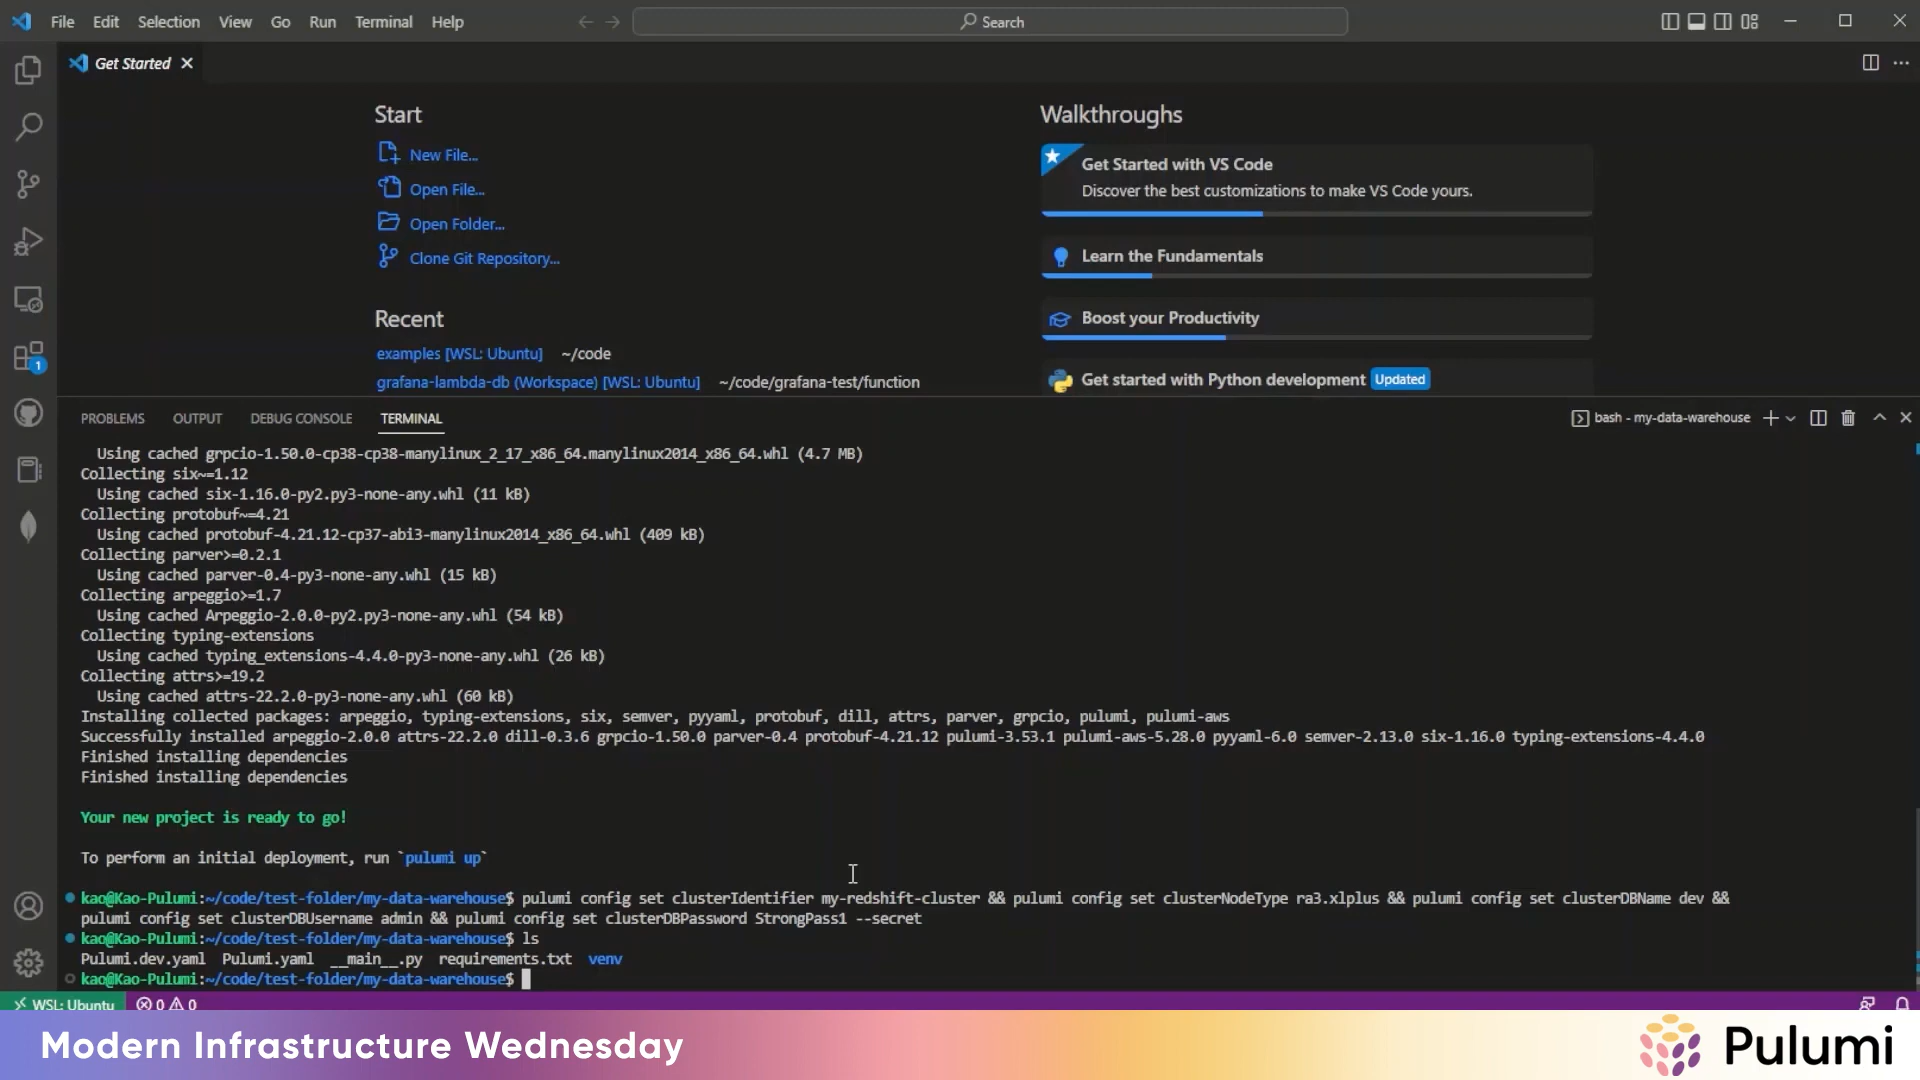 File Edit Selection View Go Run Terminal Help
Search
Get Started
Start
New File...
Open File...
Open Folder...
Clone Git Repository...
Recent
examples [WSL: Ubuntu] ~/code
grafana-lambda-db (Workspace) [WSL: Ubuntu] ~/code/grafana-test/function
Walkthroughs
Get Started with VS Code
Discover the best customizations to make VS Code yours.
Learn the Fundamentals
Boost your Productivity
Get started with Python development Updated
1
PROBLEMS OUTPUT DEBUG CONSOLE TERMINAL
bash - my-data-warehouse
Using cached grpcio-1.50.0-cp38-cp38-manylinux_2_17_x86_64.manylinux2014_x86_64.whl (4.7 MB)
Collecting six~=1.12
Using cached six-1.16.0-py2.py3-none-any.whl (11 kB)
Collecting protobuf~=4.21
Using cached protobuf-4.21.12-cp37-abi3-manylinux2014_x86_64.whl (409 kB)
Collecting parver>=0.2.1
Using cached parver-0.4-py3-none-any.whl (15 kB)
Collecting arpeggio>=1.7
Using cached Arpeggio-2.0.0-py2.py3-none-any.whl (54 kB)
Collecting typing-extensions
Using cached typing_extensions-4.4.0-py3-none-any.whl (26 kB)
Collecting attrs>=19.2
Using cached attrs-22.2.0-py3-none-any.whl (60 kB)
Installing collected packages: arpeggio, typing-extensions, six, semver, pyyaml, protobuf, dill, attrs, parver, grpcio, pulumi, pulumi-aws
Successfully installed arpeggio-2.0.0 attrs-22.2.0 dill-0.3.6 grpcio-1.50.0 parver-0.4 protobuf-4.21.12 pulumi-3.53.1 pulumi-aws-5.28.0 pyyaml-6.0 semver-2.13.0 six-1.16.0 typing-extensions-4.4.0
Finished installing dependencies
Finished installing dependencies
Your new project is ready to go!
To perform an initial deployment, run `pulumi up`
kao@Kao-Pulumi:~/code/test-folder/my-data-warehouse$ pulumi config set clusterIdentifier my-redshift-cluster && pulumi config set clusterNodeType ra3.xlplus && pulumi config set clusterDBName dev &&
pulumi config set clusterDBUsername admin && pulumi config set clusterDBPassword StrongPass1 --secret
kao@Kao-Pulumi:~/code/test-folder/my-data-warehouse$ ls
Pulumi.dev.yaml Pulumi.yaml __main__.py requirements.txt venv
kao@Kao-Pulumi:~/code/test-folder/my-data-warehouse$
WSL: Ubuntu 0 0
Modern Infrastructure Wednesday
Pulumi